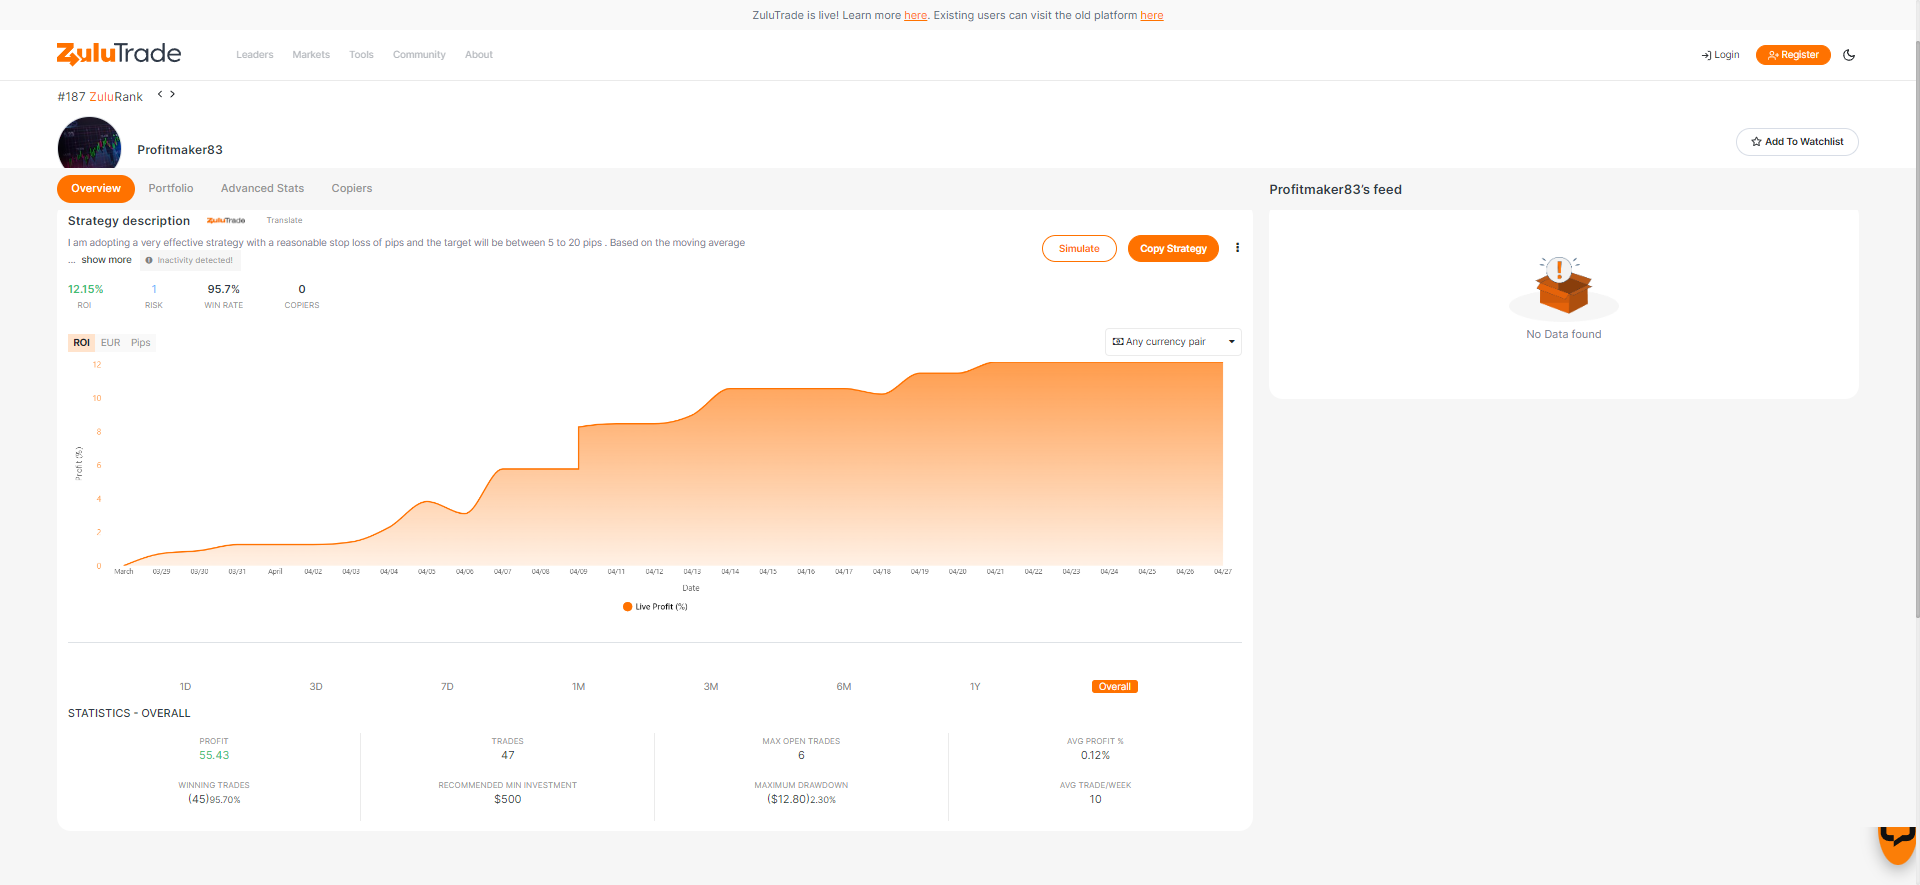 ZuluTrade is live! Learn more here. Existing users can visit the old platform here
ZuluTrade
Leaders Markets Tools Community About
Login Register
#187 ZuluRank < >
Profitmaker83
Add To Watchlist
Overview Portfolio Advanced Stats Copiers
Profitmaker83's feed
Strategy description ZuluTrade Translate
I am adopting a very effective strategy with a reasonable stop loss of pips and the target will be between 5 to 20 pips . Based on the moving average
... show more Inactivity detected!
Simulate Copy Strategy
12.15% 1 95.7% 0
ROI RISK WIN RATE COPIERS
No Data found
ROI EUR Pips
Any currency pair
12
10
8
6
4
2
0
Profit (%)
March 03/29 03/30 03/31 April 04/02 04/03 04/04 04/05 04/06 04/07 04/08 04/09 04/11 04/12 04/13 04/14 04/15 04/16 04/17 04/18 04/19 04/20 04/21 04/22 04/23 04/24 04/25 04/26 04/27
Date
Live Profit (%)
1D 3D 7D 1M 3M 6M 1Y Overall
STATISTICS - OVERALL
PROFIT TRADES MAX OPEN TRADES AVG PROFIT %
55.43 47 6 0.12%
WINNING TRADES RECOMMENDED MIN INVESTMENT MAXIMUM DRAWDOWN AVG TRADE/WEEK
(45)95.70% $500 ($12.80)2.30% 10